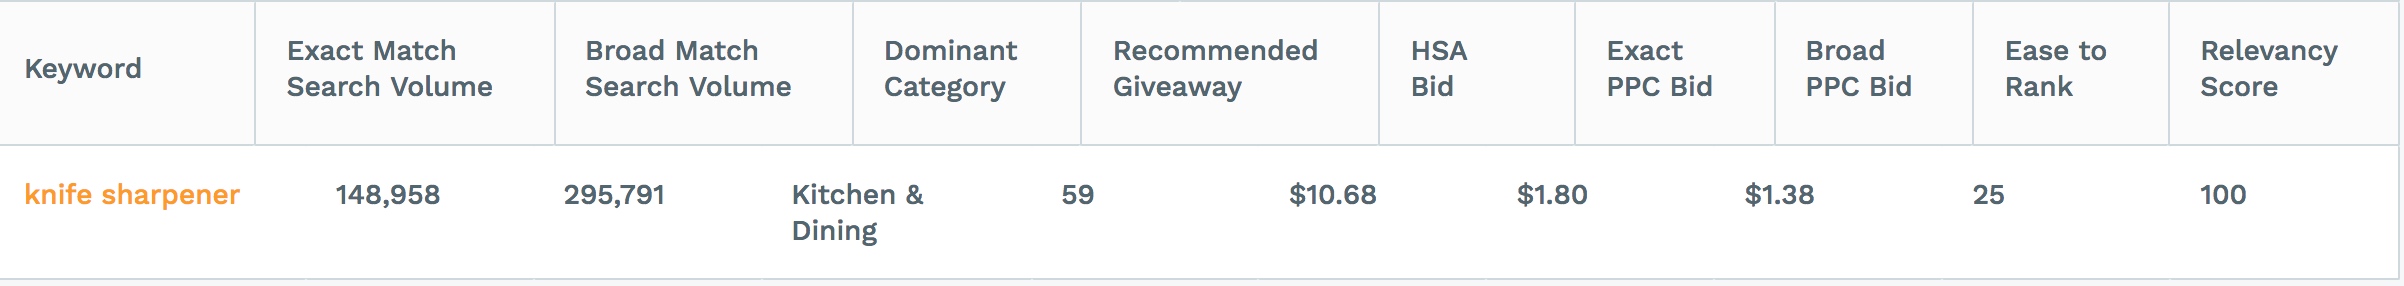 Keyword
Exact Match
Search Volume
Broad Match
Search Volume
Dominant
Category
Recommended
Giveaway
HSA
Bid
Exact
PPC Bid
Broad
PPC Bid
Ease to
Rank
Relevancy
Score
knife sharpener
148,958
295,791
Kitchen &
Dining
59
$10.68
$1.80
$1.38
25
100